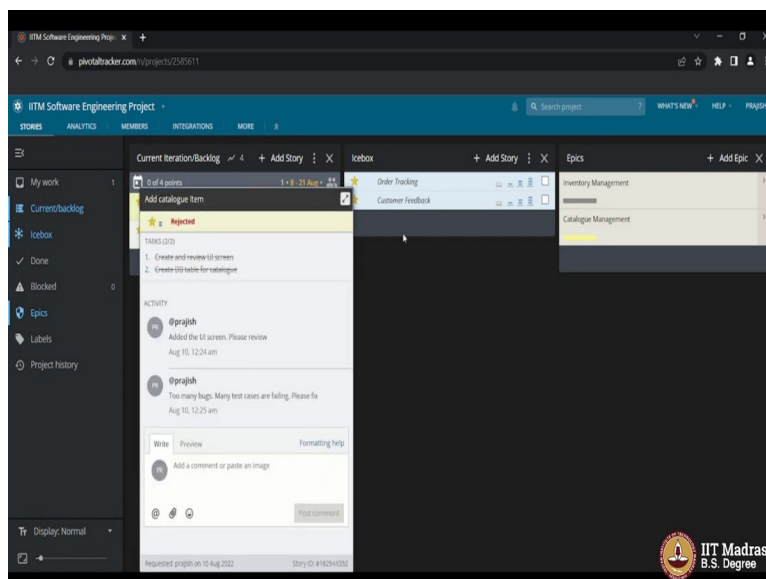 IITM Software Engineering Proje
pivotaltracker.com/n/projects/2585611
IITM Software Engineering Project
Search project
?
WHAT'S NEW
HELP
PRAJISH
STORIES
ANALYTICS
MEMBERS
INTEGRATIONS
MORE
My work
1
Current/backlog
Icebox
Done
Blocked
0
Epics
Labels
Project history
Display: Normal
Current Iteration/Backlog
4
+ Add Story
0 of 4 points
1 • 8 - 21 Aug •
Add catalogue item
Rejected
TASKS (2/2)
1. Create and review UI screen
2. Create DB table for catalogue
ACTIVITY
PR
@prajish
Added the UI screen. Please review
Aug 10, 12:24 am
PR
@prajish
Too many bugs. Many test cases are failing. Please fix
Aug 10, 12:25 am
Write
Preview
Formatting help
PR
Add a comment or paste an image
@
Post comment
Requested: prajish on 10 Aug 2022
Story ID: #182944332
Icebox
+ Add Story
Order Tracking
Customer Feedback
Epics
+ Add Epic
Inventory Management
Catalogue Management
IIT Madras
B.S. Degree